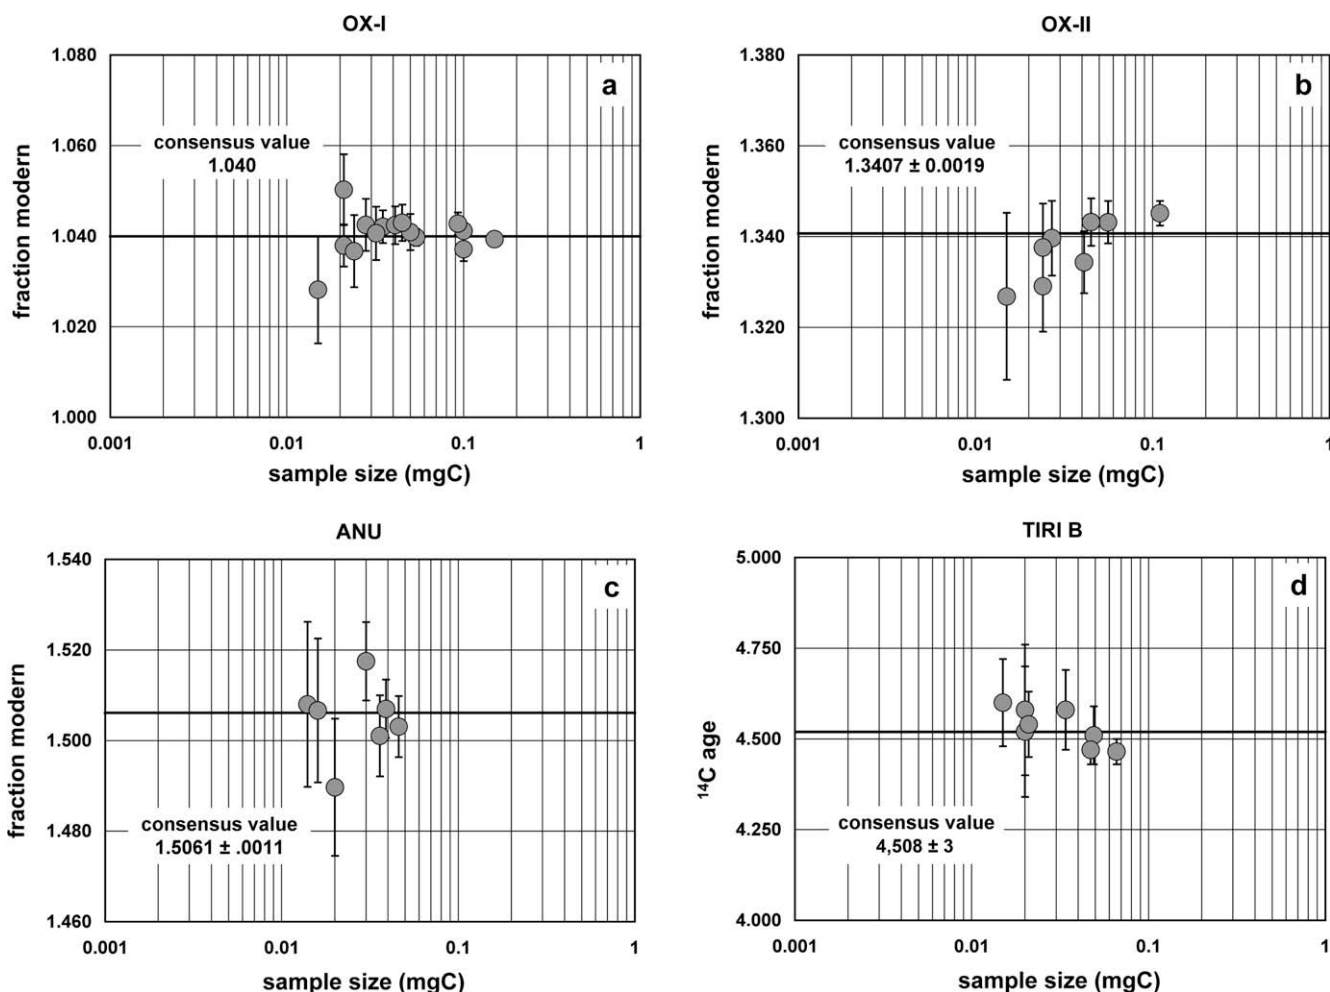 OX-I
a
1.080
1.060
1.040
1.020
1.000
fraction modern
consensus value
1.040
0.001
0.01
0.1
1
sample size (mgC)
OX-II
b
1.380
1.360
1.340
1.320
1.300
fraction modern
consensus value
1.3407 ± 0.0019
0.001
0.01
0.1
1
sample size (mgC)
ANU
c
1.540
1.520
1.500
1.480
1.460
fraction modern
consensus value
1.5061 ± .0011
0.001
0.01
0.1
1
sample size (mgC)
TIRI B
d
5.000
4.750
4.500
4.250
4.000
¹⁴C age
consensus value
4,508 ± 3
0.001
0.01
0.1
1
sample size (mgC)